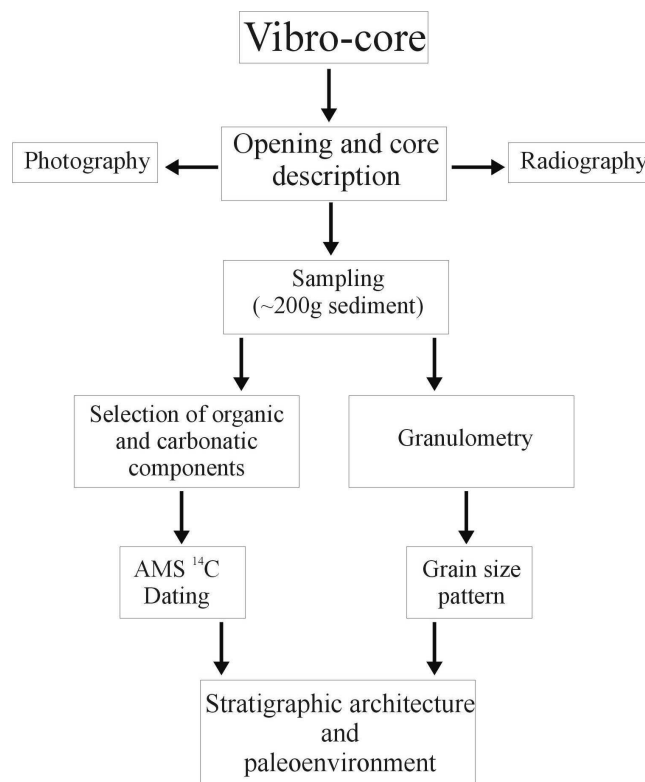 Vibro-core
Opening and core
description
Photography
Radiography
Sampling
(~200g sediment)
Selection of organic
and carbonatic
components
Granulometry
AMS ¹⁴C
Dating
Grain size
pattern
Stratigraphic architecture
and
paleoenvironment